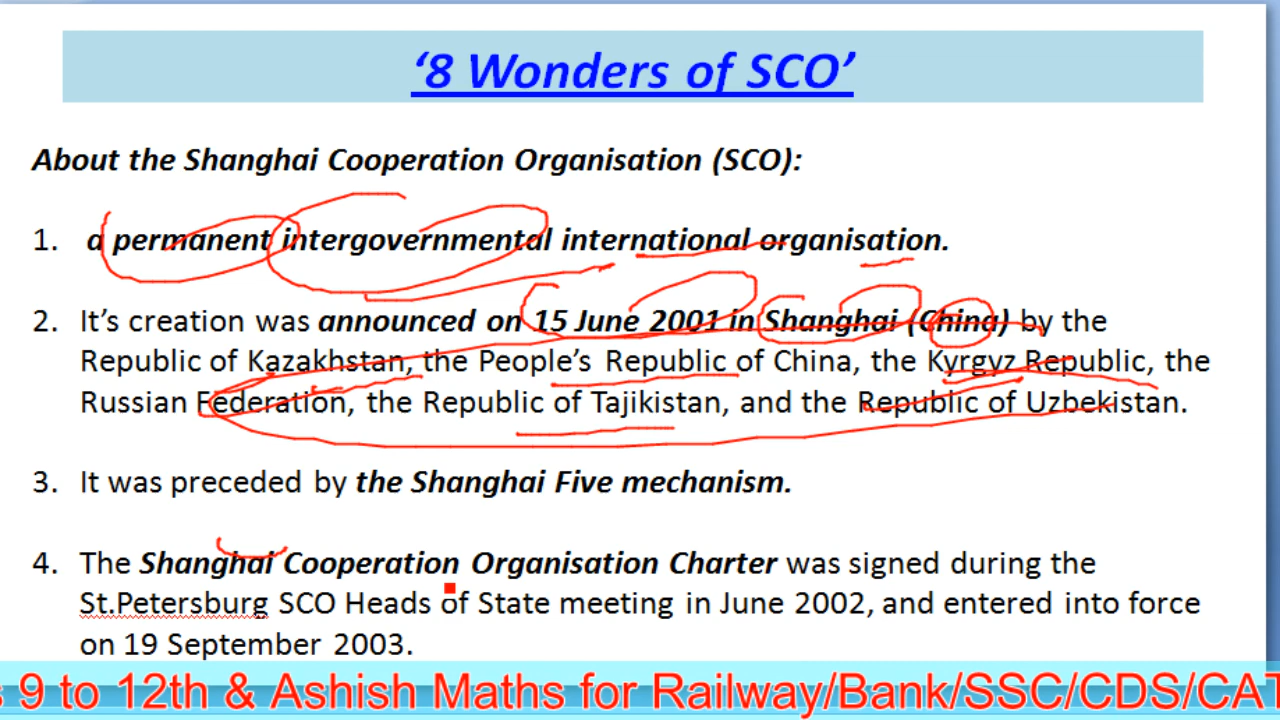 ‘8 Wonders of SCO’
About the Shanghai Cooperation Organisation (SCO):
1. a permanent intergovernmental international organisation.
2. It’s creation was announced on 15 June 2001 in Shanghai (China) by the
Republic of Kazakhstan, the People’s Republic of China, the Kyrgyz Republic, the
Russian Federation, the Republic of Tajikistan, and the Republic of Uzbekistan.
3. It was preceded by the Shanghai Five mechanism.
4. The Shanghai Cooperation Organisation Charter was signed during the
St.Petersburg SCO Heads of State meeting in June 2002, and entered into force
on 19 September 2003.
s 9 to 12th & Ashish Maths for Railway/Bank/SSC/CDS/CAT